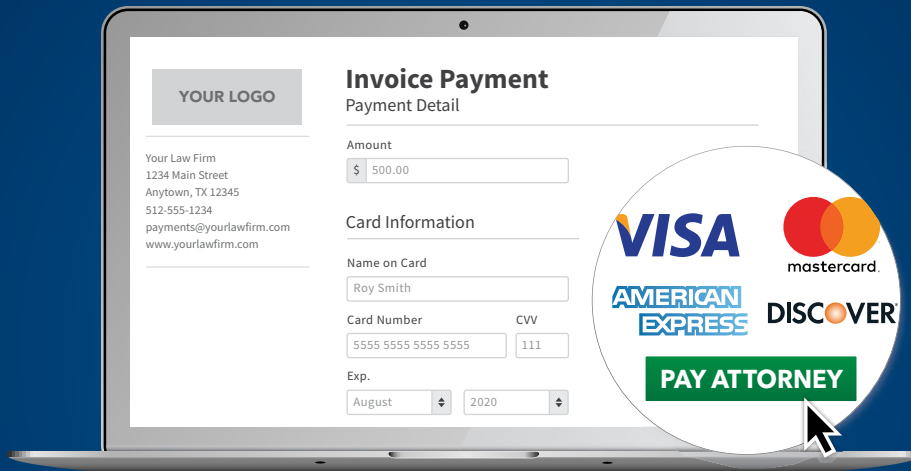 YOUR LOGO
Your Law Firm
1234 Main Street
Anytown, TX 12345
512-555-1234
payments@yourlawfirm.com
www.yourlawfirm.com
Invoice Payment
Payment Detail
Amount
$ 500.00
Card Information
Name on Card
Roy Smith
Card Number CVV
5555 5555 5555 5555 111
Exp.
August 2020
VISA
mastercard.
AMERICAN
EXPRESS
DISCOVER
PAY ATTORNEY